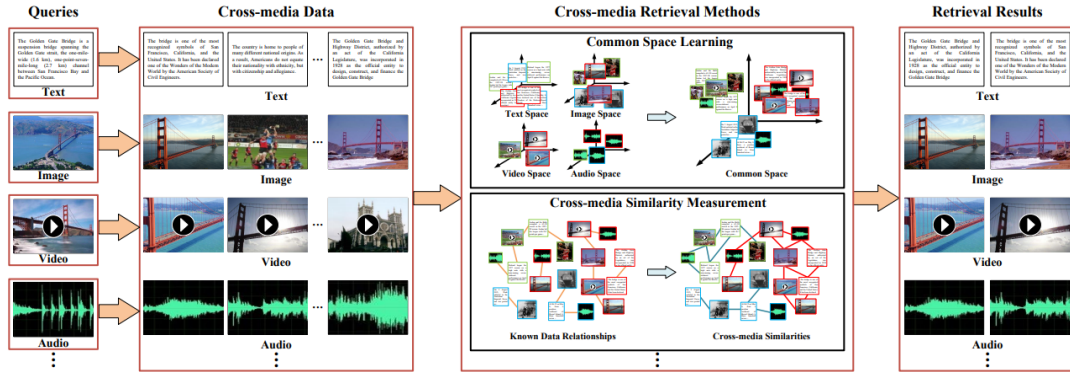 Queries
Cross-media Data
Cross-media Retrieval Methods
Retrieval Results
The Golden Gate Bridge is a
suspension bridge spanning the
Golden Gate strait, the one-mile-
wide (1.6 km), one-point-seven-
mile-long (2.7 km) channel
between San Francisco Bay and
the Pacific Ocean.
Text
The bridge is one of the most
recognized symbols of San
Francisco, California, and the
United States. It has been declared
one of the Wonders of the Modern
World by the American Society of
Civil Engineers.
The country is home to people of
many different national origins. As
a result, Americans do not equate
their nationality with ethnicity, but
with citizenship and allegiance.
...
The Golden Gate Bridge and
Highway District, authorized by
an act of the California
Legislature, was incorporated in
1928 as the official entity to
design, construct, and finance the
Golden Gate Bridge
Text
Image
...
Image
Video
...
Video
Audio
...
Audio
Common Space Learning
Text Space
Image Space
Video Space
Audio Space
Common Space
Cross-media Similarity Measurement
Known Data Relationships
Cross-media Similarities
The Golden Gate Bridge and
Highway District, authorized by
an act of the California
Legislature, was incorporated in
1928 as the official entity to
design, construct, and finance
the Golden Gate Bridge
The bridge is one of the most
recognized symbols of San
Francisco, California, and the
United States. It has been declared
one of the Wonders of the Modern
World by the American Society of
Civil Engineers.
Text
Image
Video
Audio